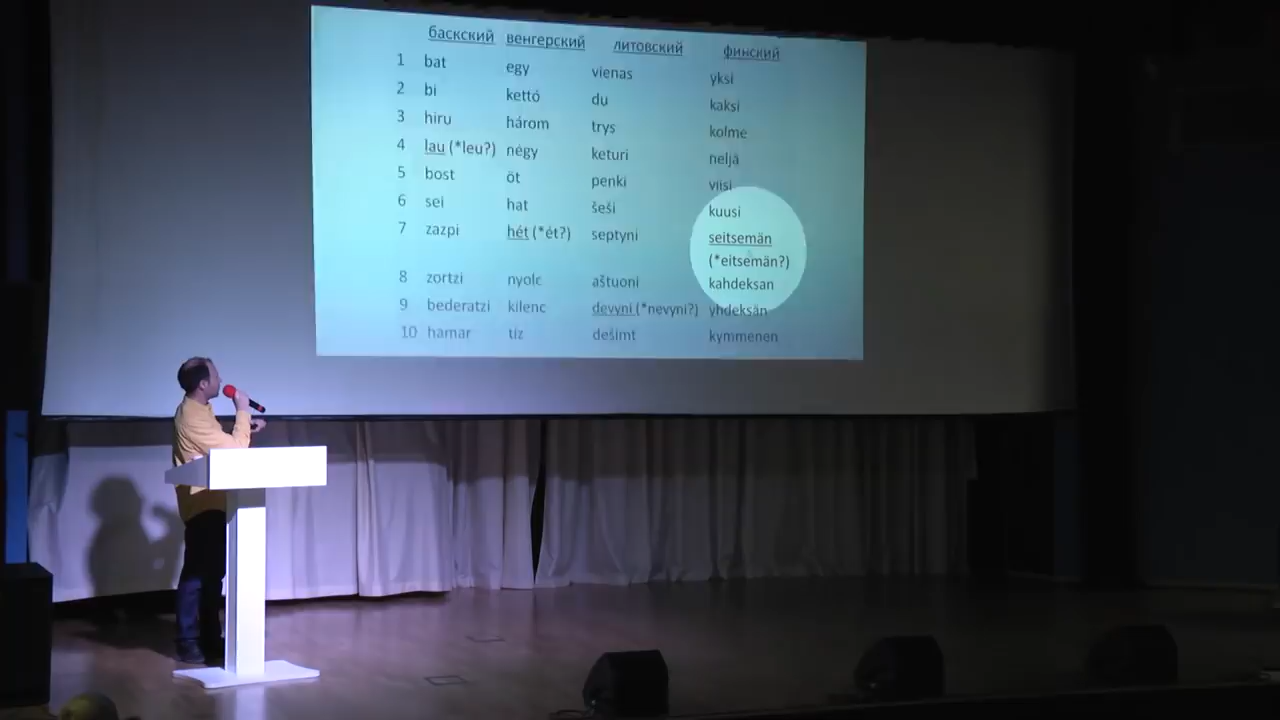 баскский венгерский литовский финский
1 bat egy vienas yksi
2 bi kettó du kaksi
3 hiru három trys kolme
4 lau (*leu?) négy keturi neljä
5 bost öt penki viisi
6 sei hat šeši kuusi
7 zazpi hét (*ét?) septyni seitsemän
(*eitsemän?)
8 zortzi nyolc aštuoni kahdeksan
9 bederatzi kilenc devyni (*nevyni?) yhdeksän
10 hamar tíz dešimt kymmenen